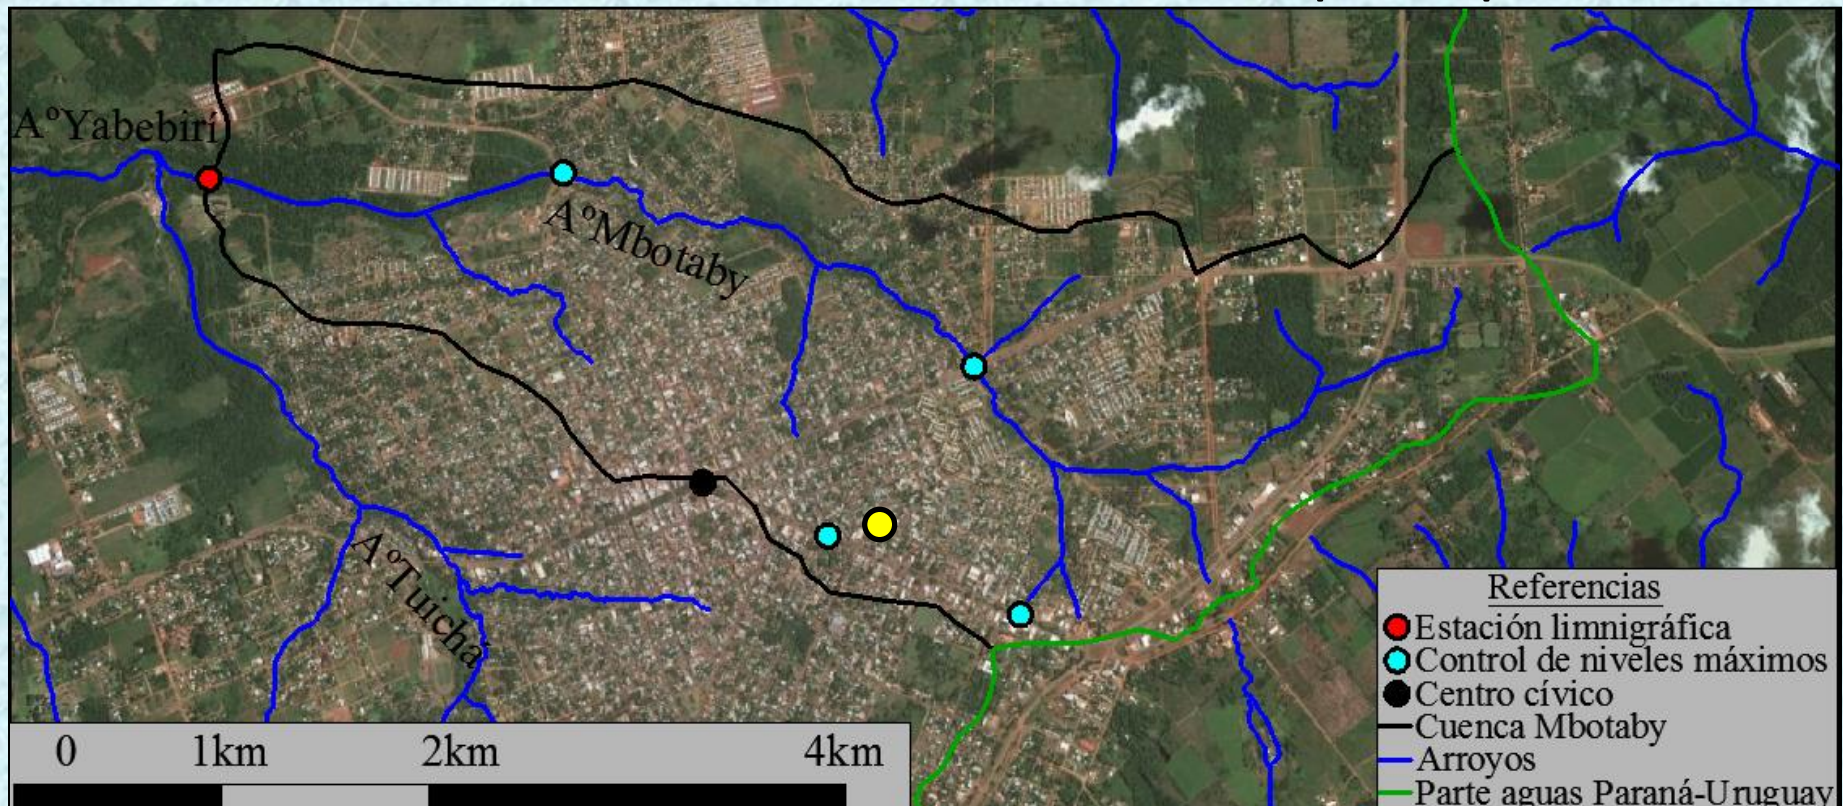 AºYabebirí
AºMbotaby
AºTuichá
Referencias
Estación limnigráfica
Control de niveles máximos
Centro cívico
Cuenca Mbotaby
Arroyos
Parte aguas Paraná-Uruguay
0 1km 2km 4km